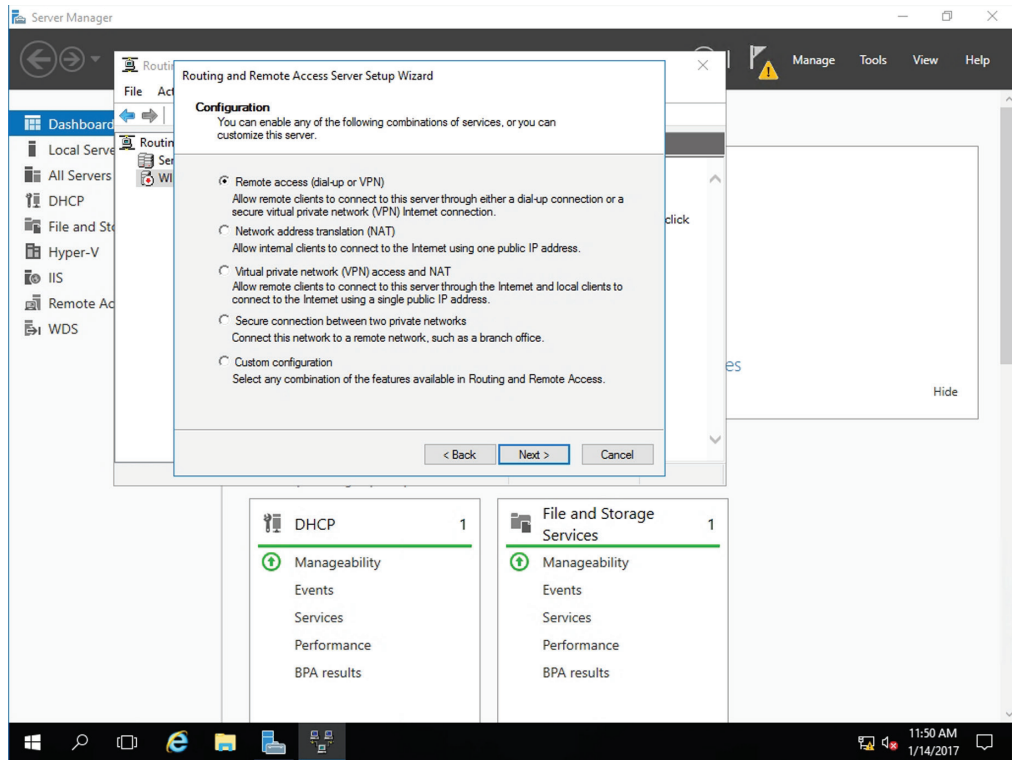 Server Manager
Manage Tools View Help
Routi
File Act
Routing and Remote Access Server Setup Wizard
Configuration
You can enable any of the following combinations of services, or you can
customize this server.
Dashboard
Local Serve
All Servers
DHCP
File and Sto
Hyper-V
IIS
Remote Ac
WDS
Routin
Ser
WI
Remote access (dial-up or VPN)
Allow remote clients to connect to this server through either a dial-up connection or a
secure virtual private network (VPN) Internet connection.
Network address translation (NAT)
Allow internal clients to connect to the Internet using one public IP address.
Virtual private network (VPN) access and NAT
Allow remote clients to connect to this server through the Internet and local clients to
connect to the Internet using a single public IP address.
Secure connection between two private networks
Connect this network to a remote network, such as a branch office.
Custom configuration
Select any combination of the features available in Routing and Remote Access.
< Back Next > Cancel
click
es
Hide
DHCP 1
Manageability
Events
Services
Performance
BPA results
File and Storage
Services 1
Manageability
Events
Services
Performance
BPA results
11:50 AM
1/14/2017